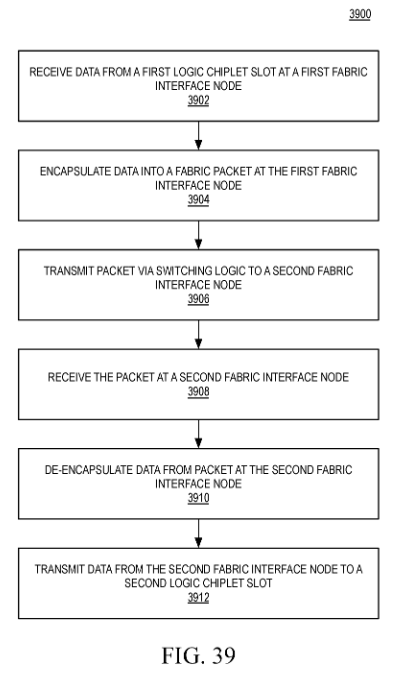 3900
RECEIVE DATA FROM A FIRST LOGIC CHIPLET SLOT AT A FIRST FABRIC
INTERFACE NODE
3902
ENCAPSULATE DATA INTO A FABRIC PACKET AT THE FIRST FABRIC
INTERFACE NODE
3904
TRANSMIT PACKET VIA SWITCHING LOGIC TO A SECOND FABRIC
INTERFACE NODE
3906
RECEIVE THE PACKET AT A SECOND FABRIC INTERFACE NODE
3908
DE-ENCAPSULATE DATA FROM PACKET AT THE SECOND FABRIC
INTERFACE NODE
3910
TRANSMIT DATA FROM THE SECOND FABRIC INTERFACE NODE TO A
SECOND LOGIC CHIPLET SLOT
3912
FIG. 39